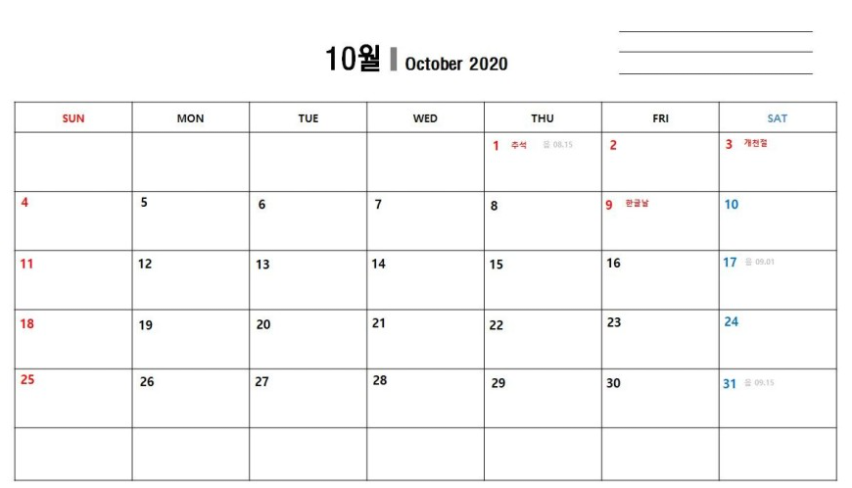 10월 October 2020
SUN MON TUE WED THU FRI SAT
1 추석 음 08.15 2 3 개천절
4 5 6 7 8 9 한글날 10
11 12 13 14 15 16 17 음 09.01
18 19 20 21 22 23 24
25 26 27 28 29 30 31 음 09.15